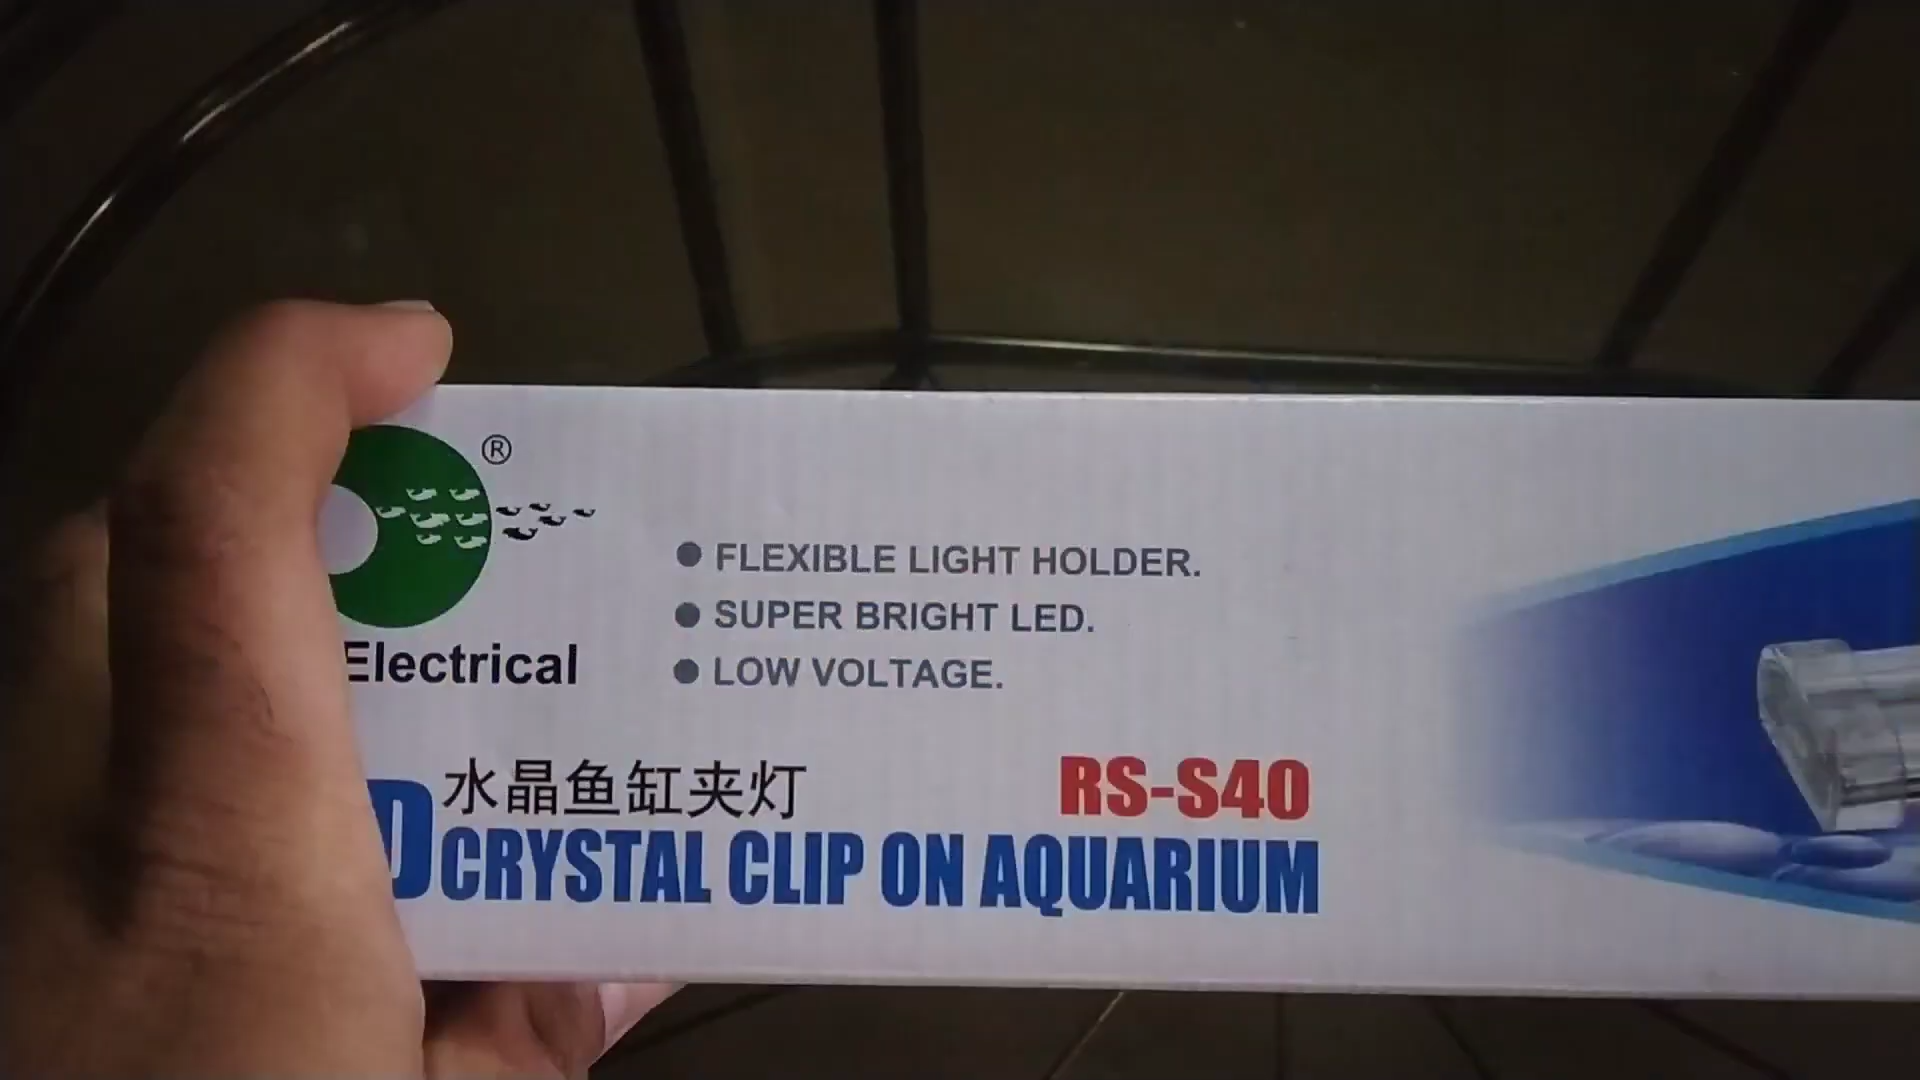 ®
Electrical
● FLEXIBLE LIGHT HOLDER.
● SUPER BRIGHT LED.
● LOW VOLTAGE.
水晶鱼缸夹灯
RS-S40
D CRYSTAL CLIP ON AQUARIUM